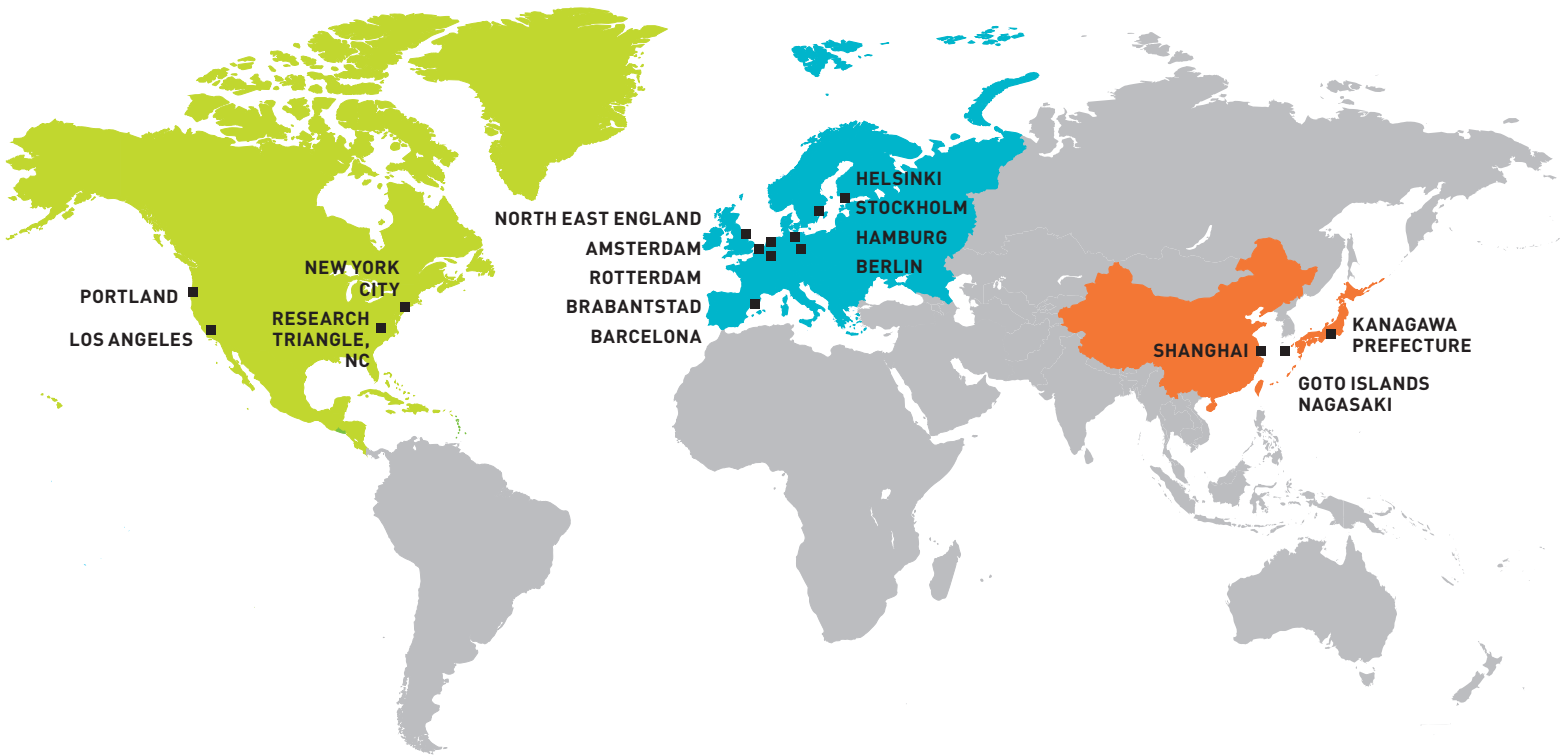 PORTLAND
LOS ANGELES
NEW YORK
CITY
RESEARCH
TRIANGLE,
NC
NORTH EAST ENGLAND
AMSTERDAM
ROTTERDAM
BRABANTSTAD
BARCELONA
HELSINKI
STOCKHOLM
HAMBURG
BERLIN
SHANGHAI
KANAGAWA
PREFECTURE
GOTO ISLANDS
NAGASAKI